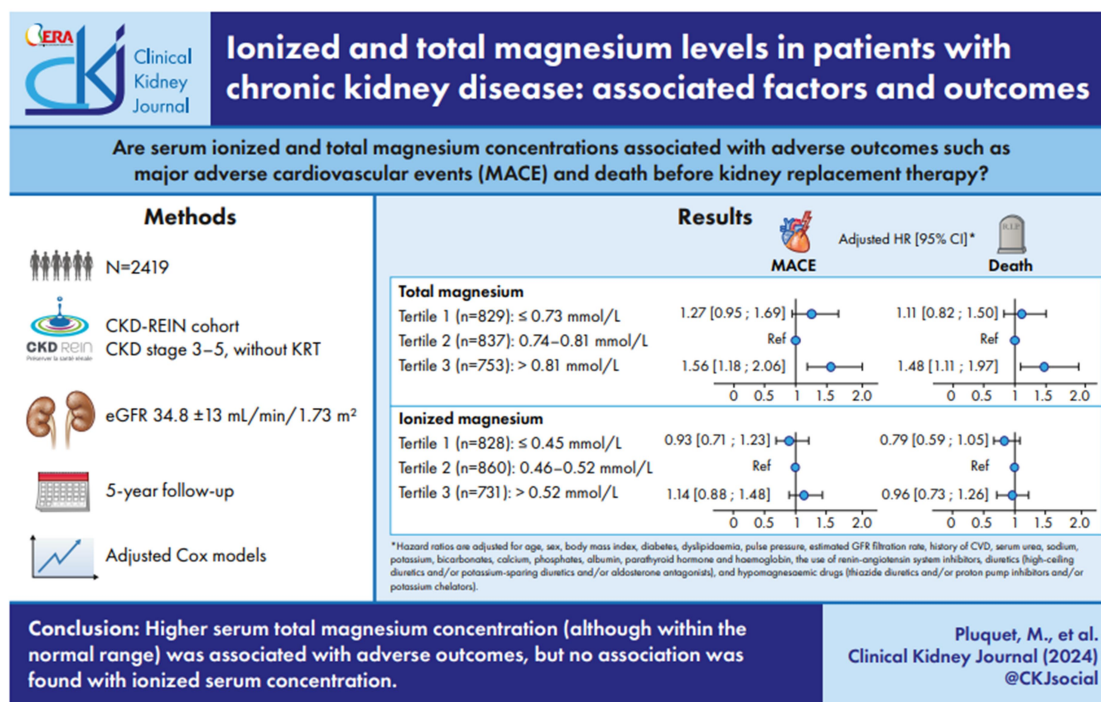 ERA
CKJ
Clinical
Kidney
Journal
Ionized and total magnesium levels in patients with
chronic kidney disease: associated factors and outcomes
Are serum ionized and total magnesium concentrations associated with adverse outcomes such as
major adverse cardiovascular events (MACE) and death before kidney replacement therapy?
Methods
N=2419
CKD REIN
Préserver la santé rénale
CKD-REIN cohort
CKD stage 3–5, without KRT
eGFR 34.8 ±13 mL/min/1.73 m²
5-year follow-up
Adjusted Cox models
Results
MACE
Adjusted HR [95% CI]*
R.I.P
Death
Total magnesium
Tertile 1 (n=829): ≤ 0.73 mmol/L 1.27 [0.95 ; 1.69] 1.11 [0.82 ; 1.50]
Tertile 2 (n=837): 0.74–0.81 mmol/L Ref Ref
Tertile 3 (n=753): > 0.81 mmol/L 1.56 [1.18 ; 2.06] 1.48 [1.11 ; 1.97]
0 0.5 1 1.5 2.0 0 0.5 1 1.5 2.0
Ionized magnesium
Tertile 1 (n=828): ≤ 0.45 mmol/L 0.93 [0.71 ; 1.23] 0.79 [0.59 ; 1.05]
Tertile 2 (n=860): 0.46–0.52 mmol/L Ref Ref
Tertile 3 (n=731): > 0.52 mmol/L 1.14 [0.88 ; 1.48] 0.96 [0.73 ; 1.26]
0 0.5 1 1.5 2.0 0 0.5 1 1.5 2.0
*Hazard ratios are adjusted for age, sex, body mass index, diabetes, dyslipidaemia, pulse pressure, estimated GFR filtration rate, history of CVD, serum urea, sodium,
potassium, bicarbonates, calcium, phosphates, albumin, parathyroid hormone and haemoglobin, the use of renin-angiotensin system inhibitors, diuretics (high-ceiling
diuretics and/or potassium-sparing diuretics and/or aldosterone antagonists), and hypomagnesaemic drugs (thiazide diuretics and/or proton pump inhibitors and/or
potassium chelators).
Conclusion: Higher serum total magnesium concentration (although within the
normal range) was associated with adverse outcomes, but no association was
found with ionized serum concentration.
Pluquet, M., et al.
Clinical Kidney Journal (2024)
@CKJsocial